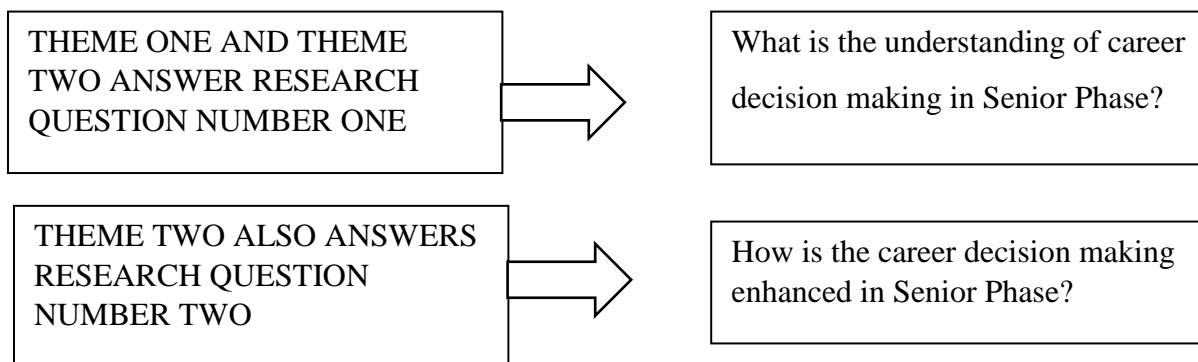 THEME ONE AND THEME
TWO ANSWER RESEARCH
QUESTION NUMBER ONE
What is the understanding of career
decision making in Senior Phase?
THEME TWO ALSO ANSWERS
RESEARCH QUESTION
NUMBER TWO
How is the career decision making
enhanced in Senior Phase?